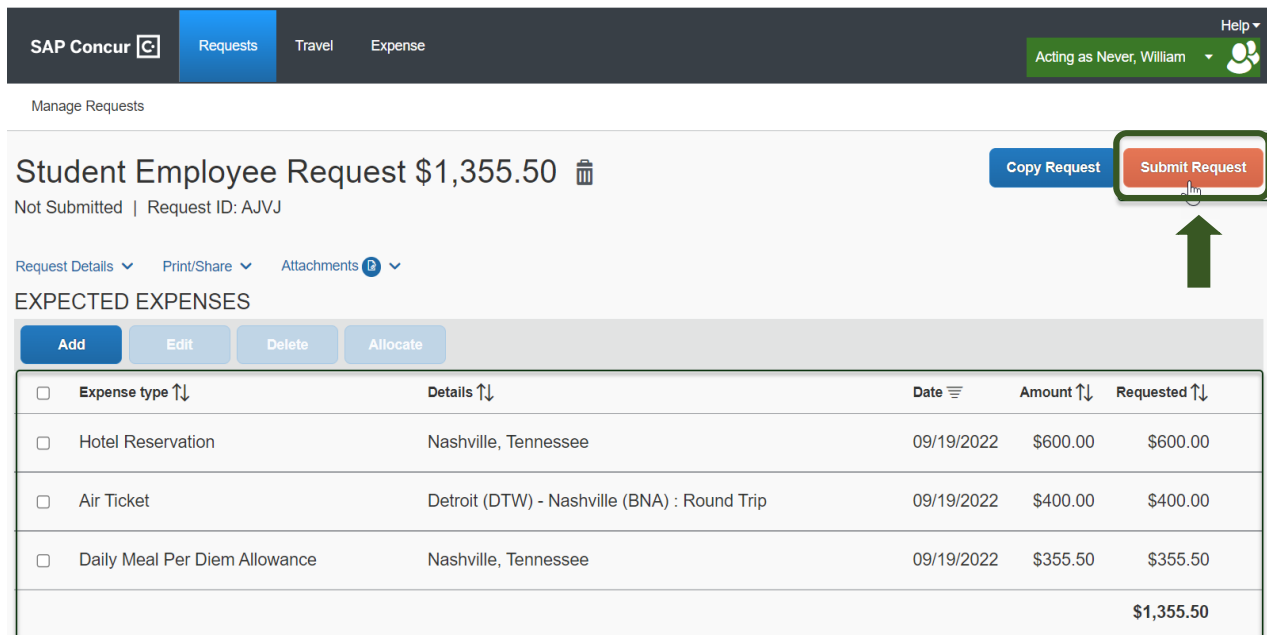 Help
SAP Concur C Requests Travel Expense
Acting as Never, William
Manage Requests
Student Employee Request $1,355.50
Copy Request Submit Request
Not Submitted | Request ID: AJVJ
Request Details Print/Share Attachments
EXPECTED EXPENSES
Add Edit Delete Allocate
Expense type Details Date Amount Requested
Hotel Reservation Nashville, Tennessee 09/19/2022 $600.00 $600.00
Air Ticket Detroit (DTW) - Nashville (BNA) : Round Trip 09/19/2022 $400.00 $400.00
Daily Meal Per Diem Allowance Nashville, Tennessee 09/19/2022 $355.50 $355.50
$1,355.50